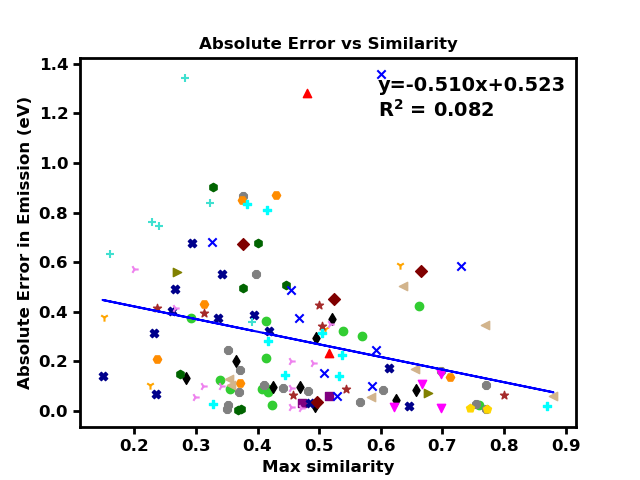 Absolute Error vs Similarity
y=-0.510x+0.523
R² = 0.082
Absolute Error in Emission (eV)
1.4
1.2
1.0
0.8
0.6
0.4
0.2
0.0
0.2 0.3 0.4 0.5 0.6 0.7 0.8 0.9
Max similarity